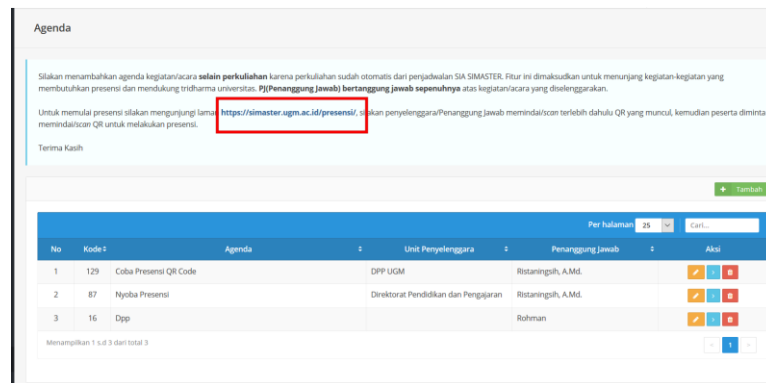 Agenda
Silakan menambahkan agenda kegiatan/acara selain perkuliahan karena perkuliahan sudah otomatis dari penjadwalan SIA SIMASTER. Fitur ini dimaksudkan untuk menunjang kegiatan-kegiatan yang
membutuhkan presensi dan mendukung tridharma universitas. PJ(Penanggung Jawab) bertanggung jawab sepenuhnya atas kegiatan/acara yang diselenggarakan.
Untuk memulai presensi silakan mengunjungi laman https://simaster.ugm.ac.id/presensi/, silakan penyelenggara/Penanggung Jawab memindai/scan terlebih dahulu QR yang muncul, kemudian peserta diminta
memindai/scan QR untuk melakukan presensi.
Terima Kasih
+ Tambah
Per halaman 25 Cari...
No Kode Agenda Unit Penyelenggara Penanggung Jawab Aksi
1 129 Coba Presensi QR Code DPP UGM Ristaningsih, A.Md.
2 87 Nyoba Presensi Direktorat Pendidikan dan Pengajaran Ristaningsih, A.Md.
3 16 Dpp Rohman
Menampilkan 1 s.d 3 dari total 3 1